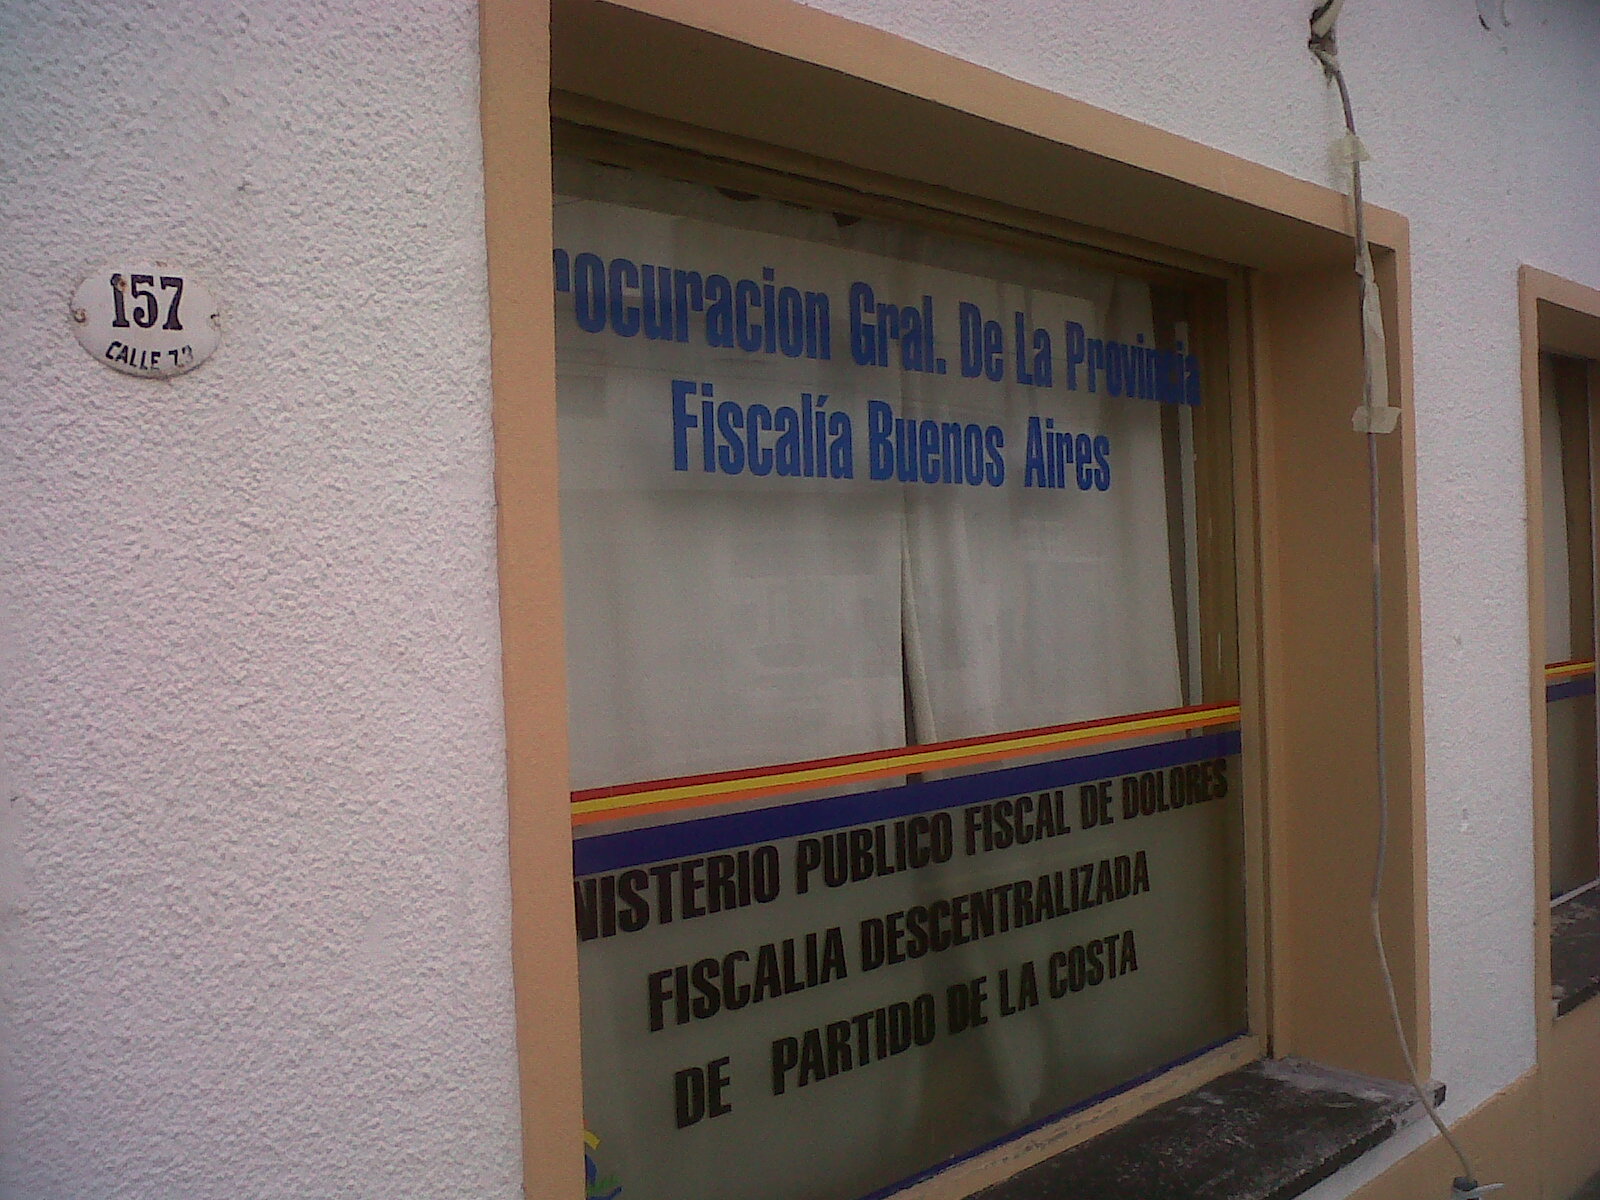 157
CALLE 73
rocuracion Gral. De La Provincia
Fiscalía Buenos Aires
NISTERIO PUBLICO FISCAL DE DOLORES
FISCALIA DESCENTRALIZADA
DE PARTIDO DE LA COSTA